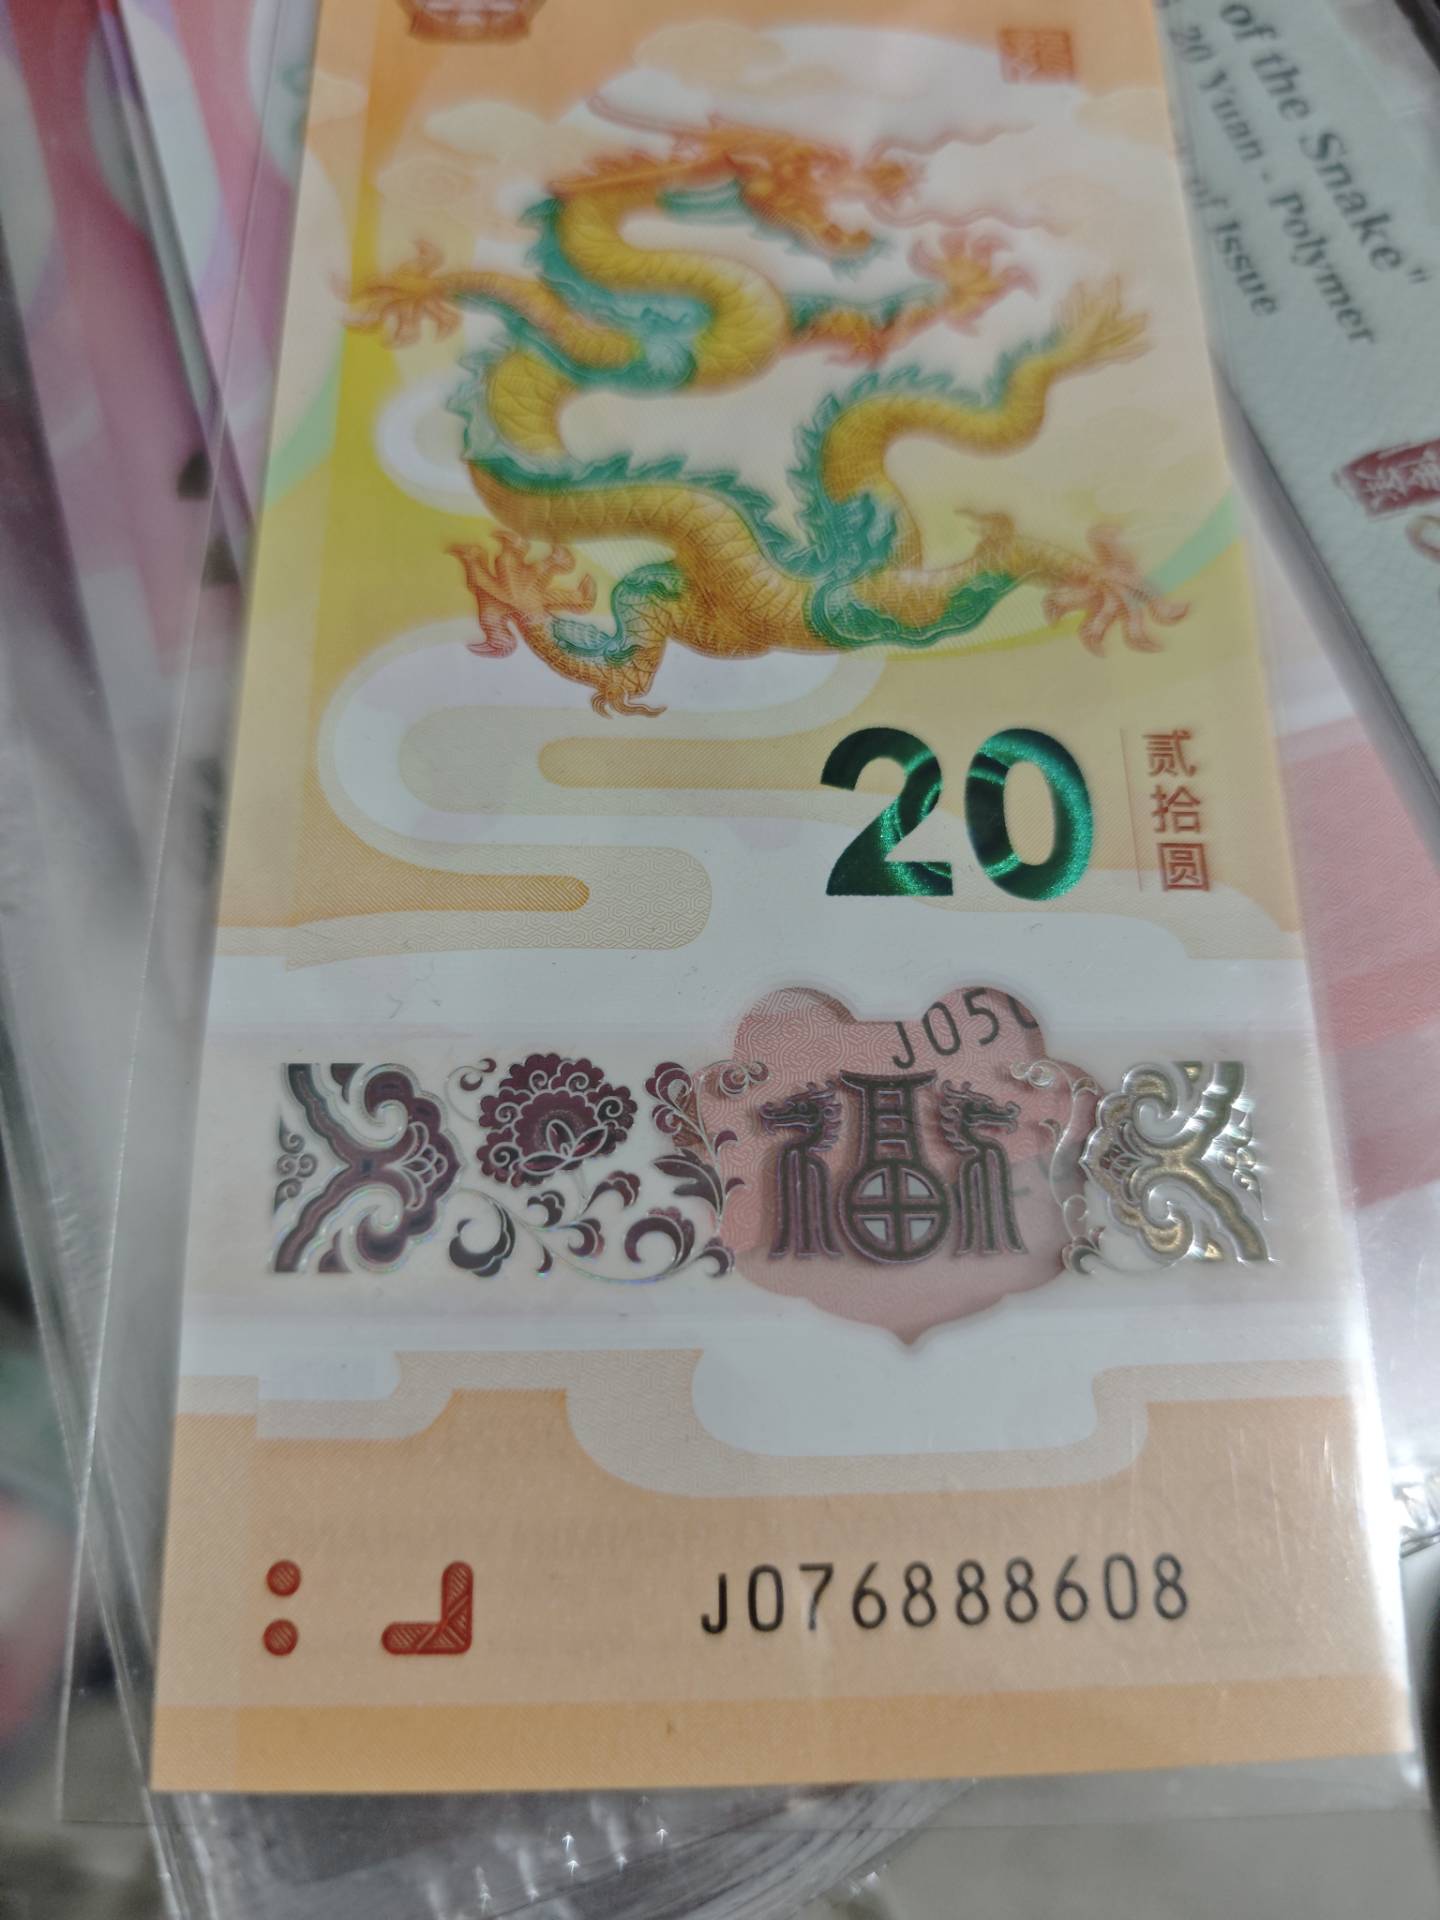 of the Snake"
20 Yuan - Polymer
of Issue
20
贰拾圆
J050
福
J076888608